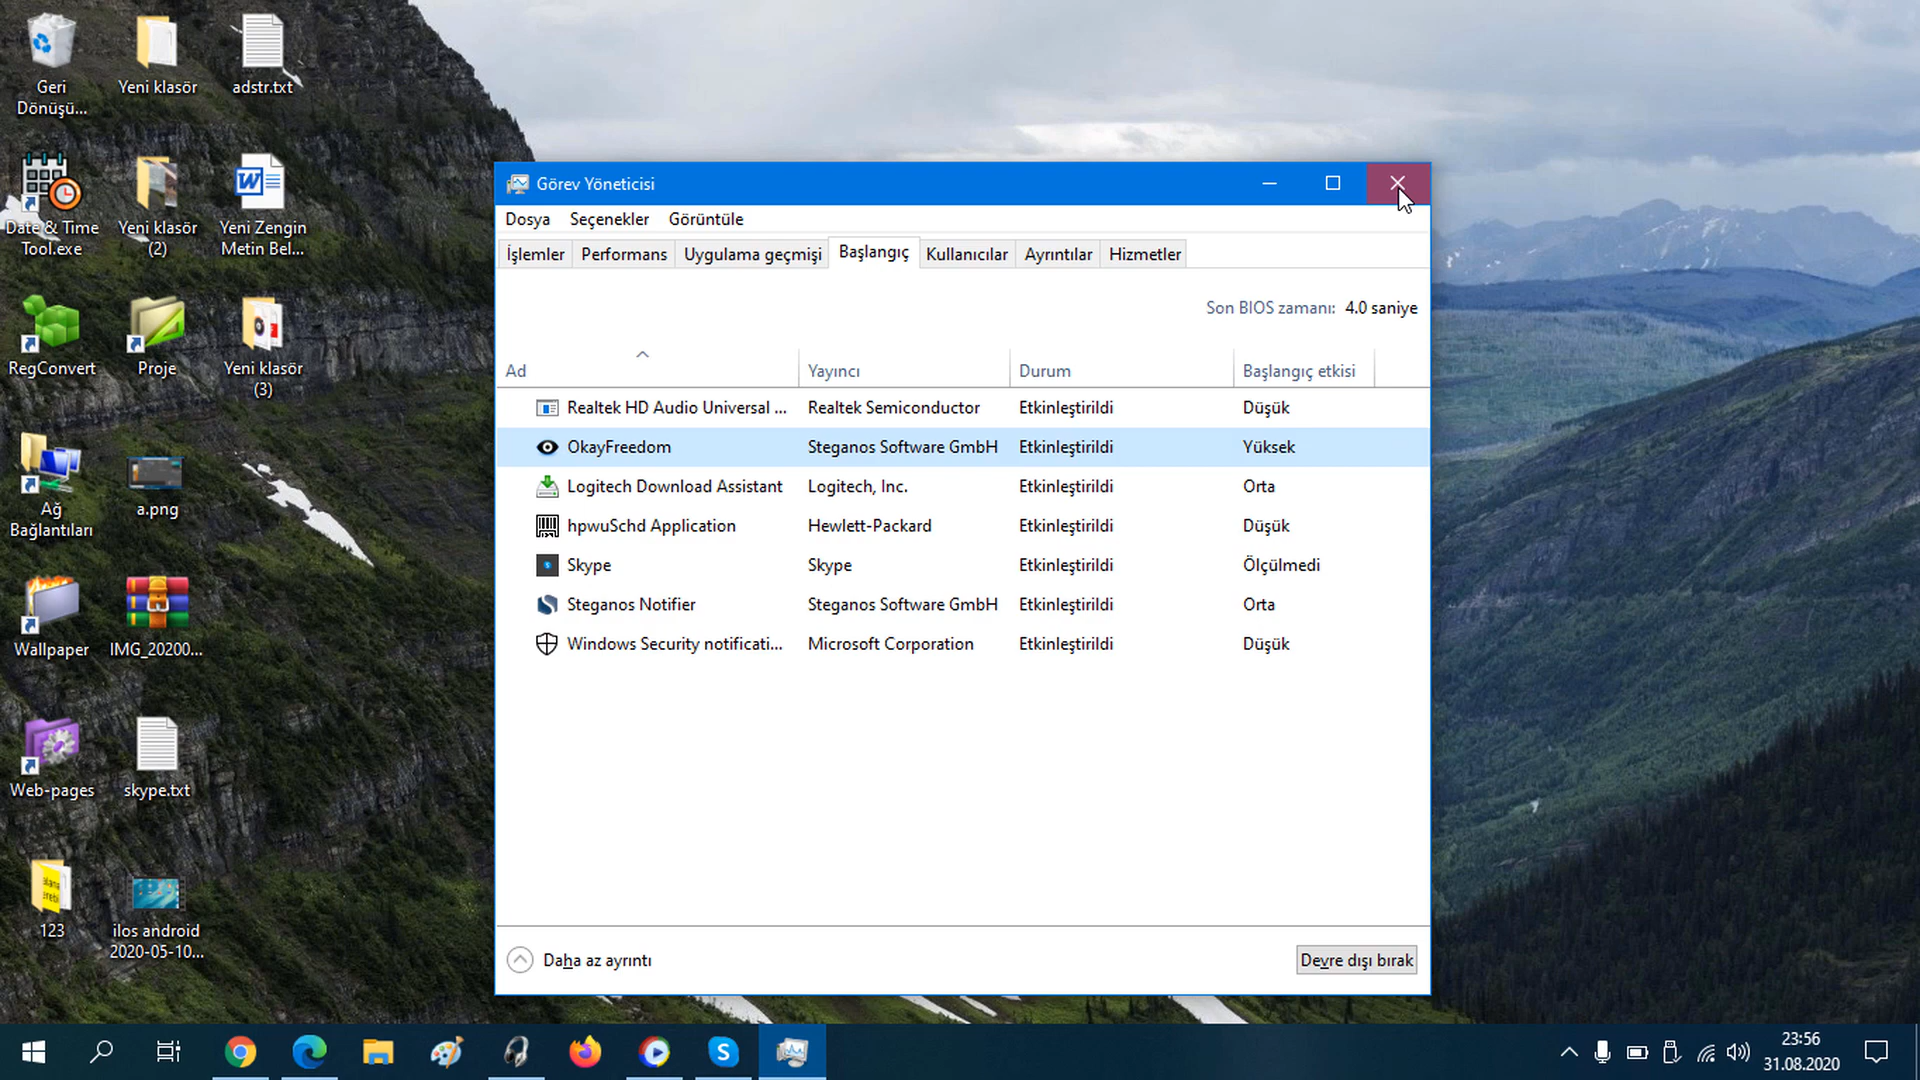 Geri
Dönüşü...
Yeni klasör
adstr.txt
Date & Time
Tool.exe
Yeni klasör
(2)
Yeni Zengin
Metin Bel...
RegConvert
Proje
Yeni klasör
(3)
Ağ
Bağlantıları
a.png
Wallpaper
IMG_20200...
Web-pages
skype.txt
123
ilos android
2020-05-10...
Görev Yöneticisi
Dosya Seçenekler Görüntüle
İşlemler Performans Uygulama geçmişi Başlangıç Kullanıcılar Ayrıntılar Hizmetler
Son BIOS zamanı: 4.0 saniye
Ad Yayıncı Durum Başlangıç etkisi
Realtek HD Audio Universal ... Realtek Semiconductor Etkinleştirildi Düşük
OkayFreedom Steganos Software GmbH Etkinleştirildi Yüksek
Logitech Download Assistant Logitech, Inc. Etkinleştirildi Orta
hpwuSchd Application Hewlett-Packard Etkinleştirildi Düşük
Skype Skype Etkinleştirildi Ölçülmedi
Steganos Notifier Steganos Software GmbH Etkinleştirildi Orta
Windows Security notificati... Microsoft Corporation Etkinleştirildi Düşük
Daha az ayrıntı
Devre dışı bırak
23:56
31.08.2020